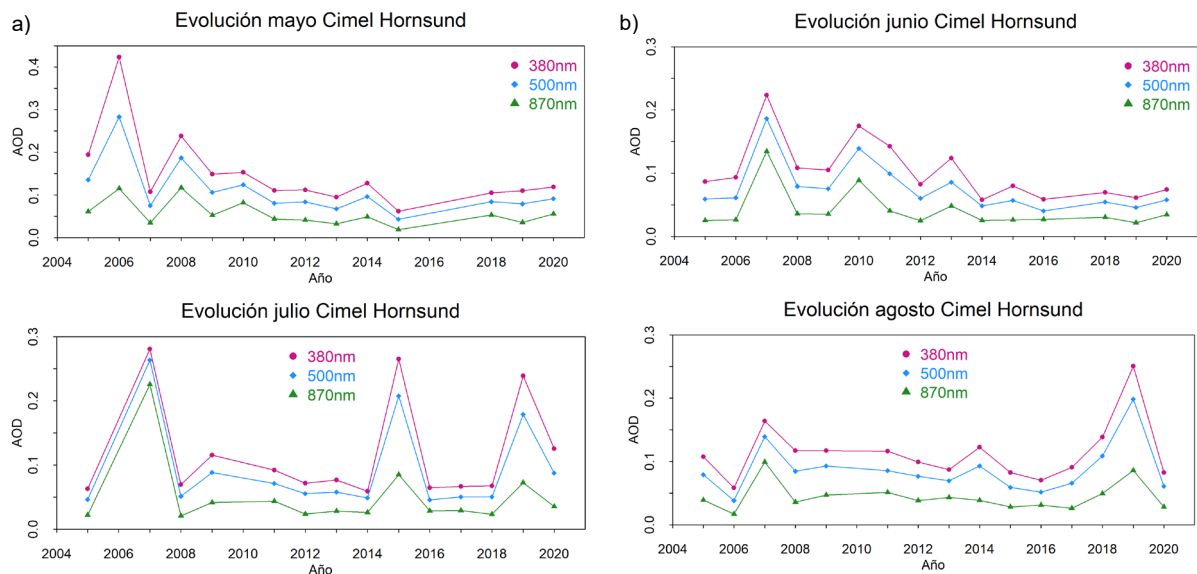 a)
Evolución mayo Cimel Hornsund
380nm
500nm
870nm
AOD
0.4
0.3
0.2
0.1
0.0
2004 2006 2008 2010 2012 2014 2016 2018 2020
Año
b)
Evolución junio Cimel Hornsund
380nm
500nm
870nm
AOD
0.3
0.2
0.1
0.0
2004 2006 2008 2010 2012 2014 2016 2018 2020
Año
Evolución julio Cimel Hornsund
380nm
500nm
870nm
AOD
0.3
0.2
0.1
0.0
2004 2006 2008 2010 2012 2014 2016 2018 2020
Año
Evolución agosto Cimel Hornsund
380nm
500nm
870nm
AOD
0.3
0.2
0.1
0.0
2004 2006 2008 2010 2012 2014 2016 2018 2020
Año